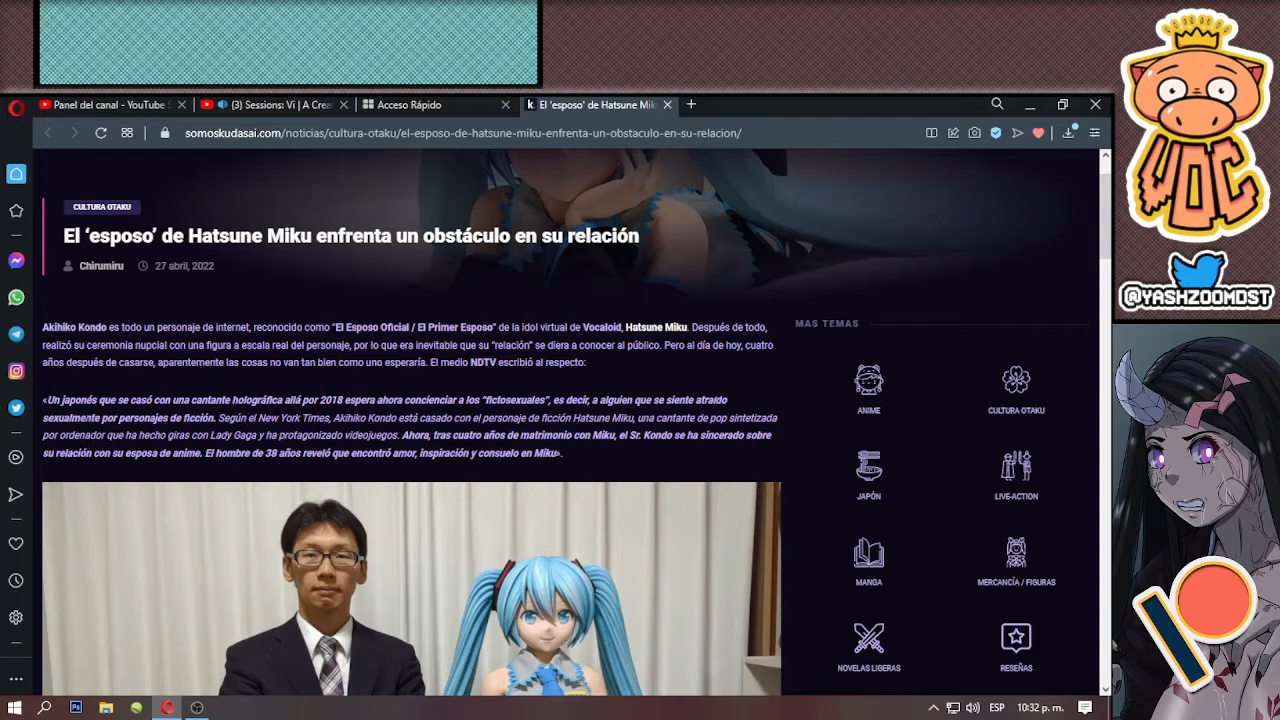 Panel del canal - YouTube S
(3) Sessions: Vi | A Crea
Acceso Rápido
El 'esposo' de Hatsune Mik
somoskudasai.com/noticias/cultura-otaku/el-esposo-de-hatsune-miku-enfrenta-un-obstaculo-en-su-relacion/
CULTURA OTAKU
El ‘esposo’ de Hatsune Miku enfrenta un obstáculo en su relación
Chirumiru 27 abril, 2022
Akihiko Kondo es todo un personaje de internet, reconocido como “El Esposo Oficial / El Primer Esposo” de la idol virtual de Vocaloid, Hatsune Miku. Después de todo,
realizó su ceremonia nupcial con una figura a escala real del personaje, por lo que era inevitable que su “relación” se diera a conocer al público. Pero al día de hoy, cuatro
años después de casarse, aparentemente las cosas no van tan bien como uno esperaría. El medio NDTV escribió al respecto:
«Un japonés que se casó con una cantante holográfica allá por 2018 espera ahora concienciar a los “fictosexuales”, es decir, a alguien que se siente atraido
sexualmente por personajes de ficción. Según el New York Times, Akihiko Kondo está casado con el personaje de ficción Hatsune Miku, una cantante de pop sintetizada
por ordenador que ha hecho giras con Lady Gaga y ha protagonizado videojuegos. Ahora, tras cuatro años de matrimonio con Miku, el Sr. Kondo se ha sincerado sobre
su relación con su esposa de anime. El hombre de 38 años reveló que encontró amor, inspiración y consuelo en Miku».
MAS TEMAS
ANIME
CULTURA OTAKU
JAPÓN
LIVE-ACTION
MANGA
MERCANCÍA / FIGURAS
NOVELAS LIGERAS
RESEÑAS
VOC
@YASHZOOMDST
Ps
ESP
10:32 p. m.